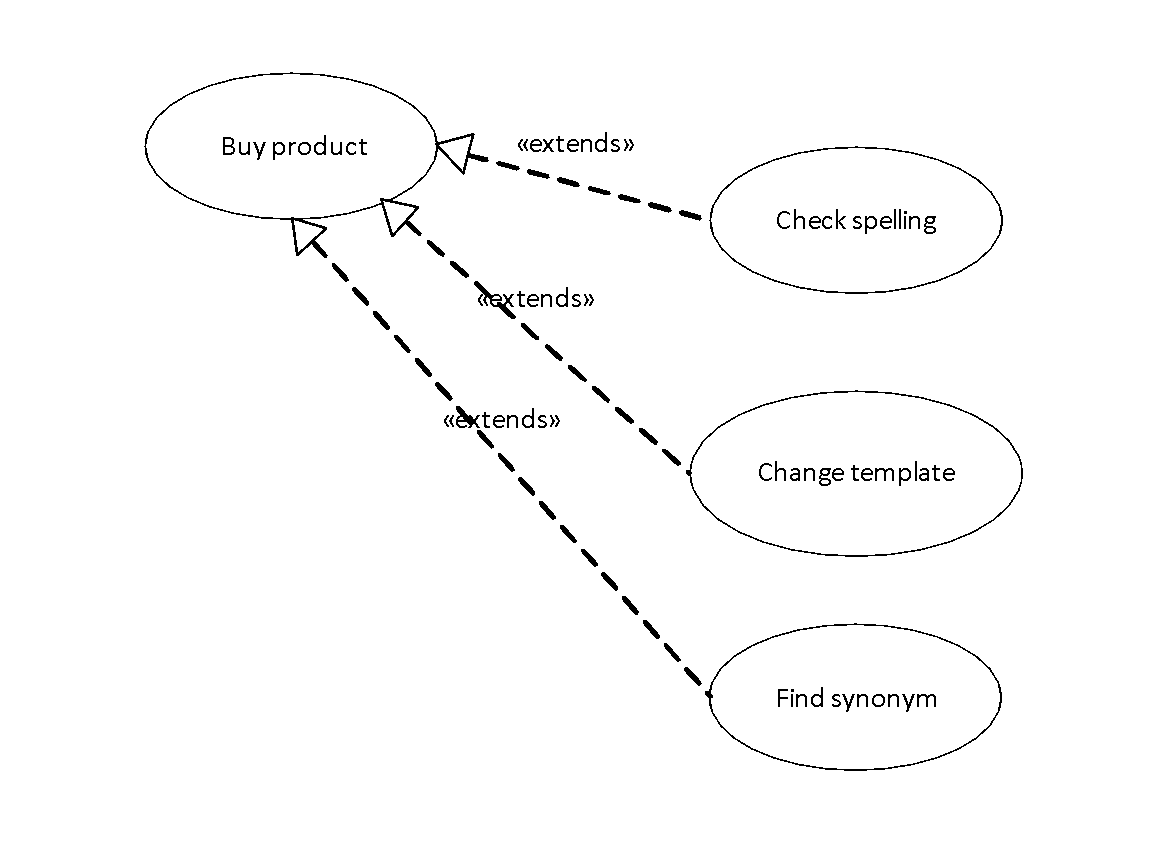 Buy product
«extends»
Check spelling
«extends»
«extends»
Change template
Find synonym